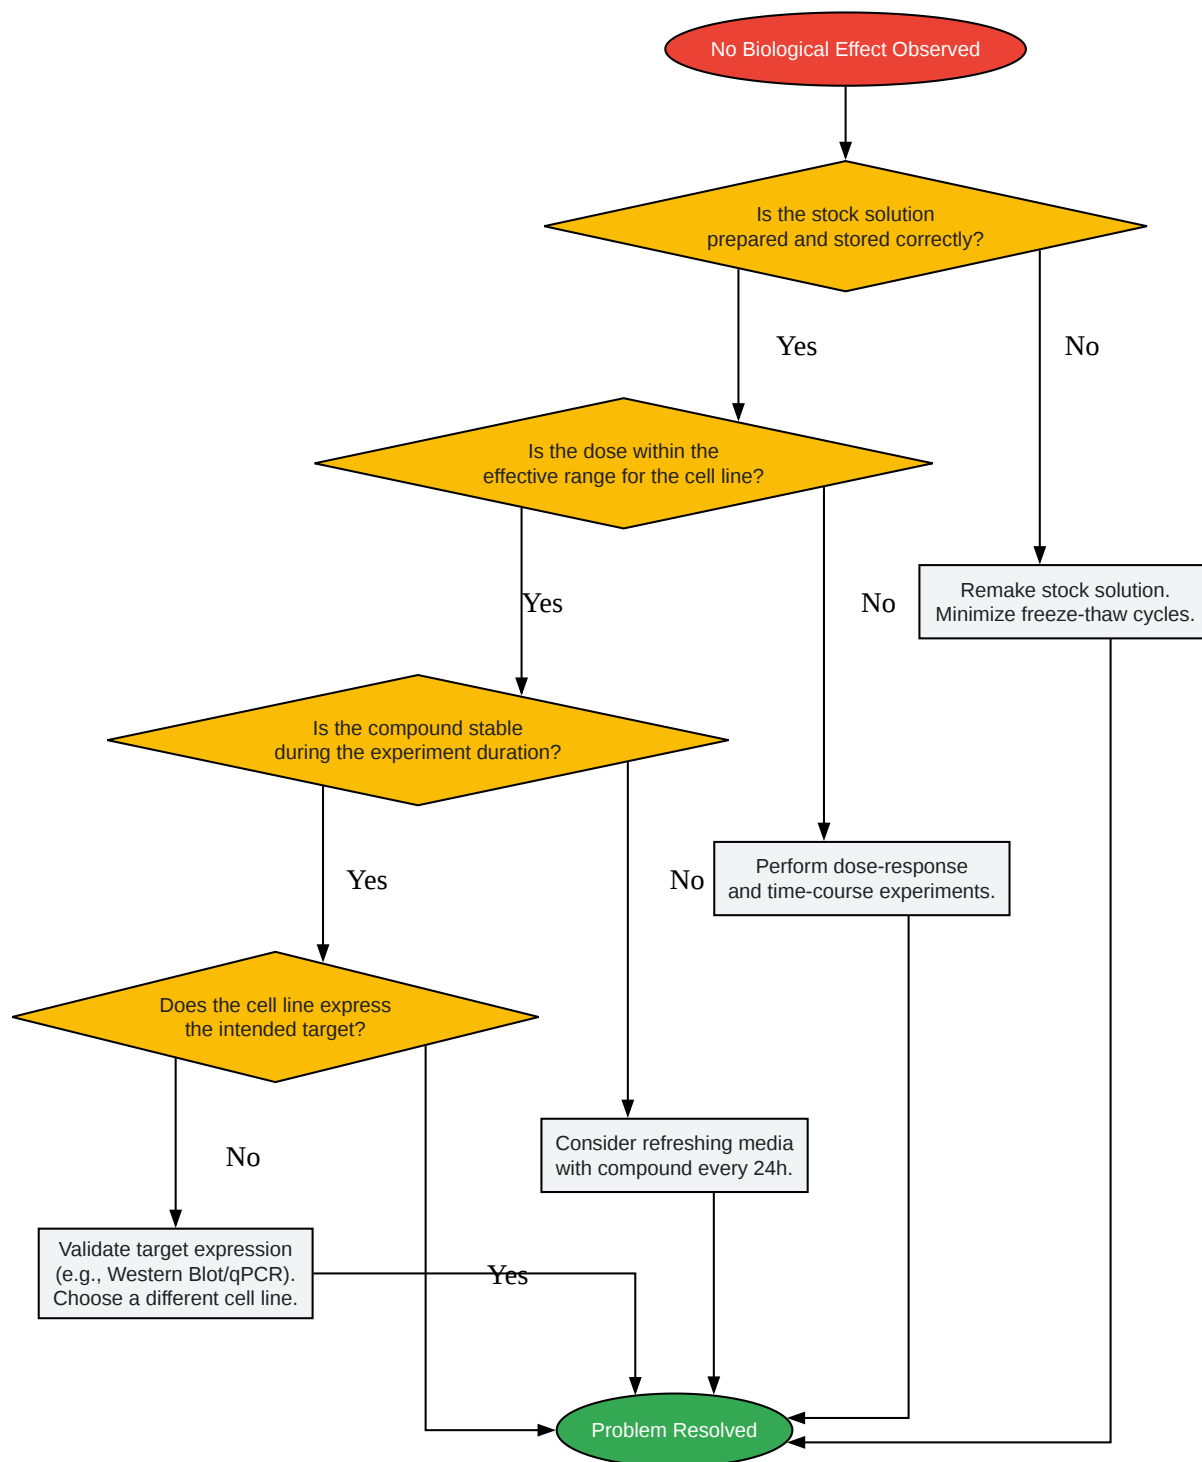 No Biological Effect Observed
Is the stock solution
prepared and stored correctly?
Yes
No
Is the dose within the
effective range for the cell line?
Yes
No
Remake stock solution.
Minimize freeze-thaw cycles.
Is the compound stable
during the experiment duration?
Yes
No
Perform dose-response
and time-course experiments.
Does the cell line express
the intended target?
No
Consider refreshing media
with compound every 24h.
Validate target expression
(e.g., Western Blot/qPCR).
Choose a different cell line.
Yes
Problem Resolved